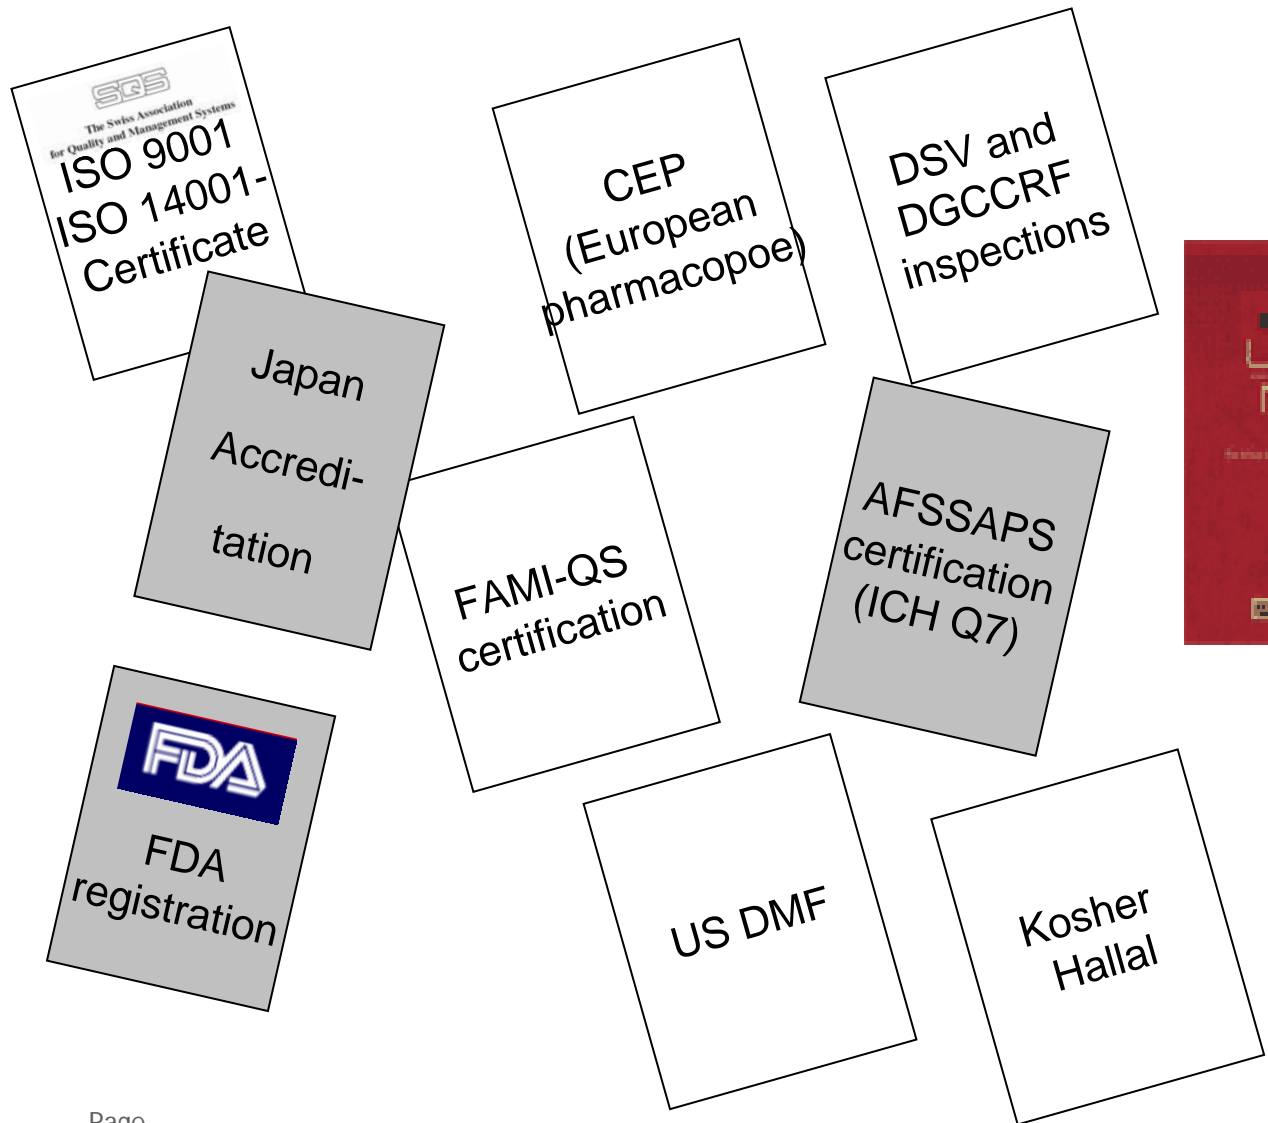 SQS
The Swiss Association
for Quality and Management Systems
ISO 9001
ISO 14001-
Certificate
CEP
(European
pharmacopoe)
DSV and
DGCCRF
inspections
Japan
Accredi-
tation
FAMI-QS
certification
AFSSAPS
certification
(ICH Q7)
FDA
FDA
registration
US DMF
Kosher
Hallal
Page